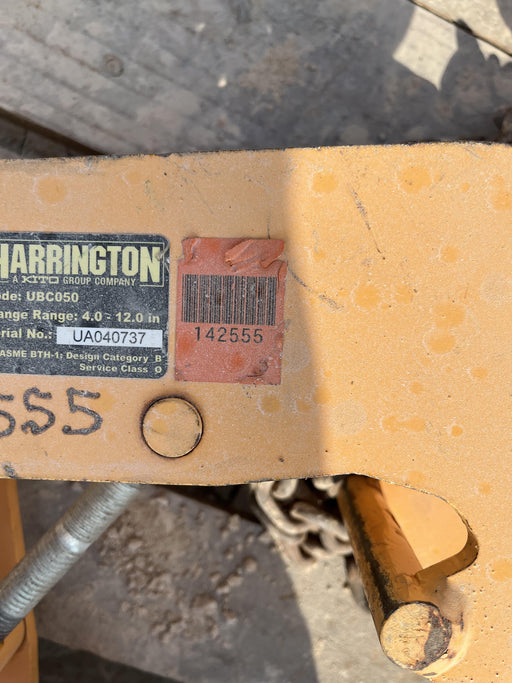 HARRINGTON
A KITO GROUP COMPANY
ode: UBC050
ange Range: 4.0 - 12.0 in
erial No.: UA040737
ASME BTH-1: Design Category B
Service Class 0
142555
555